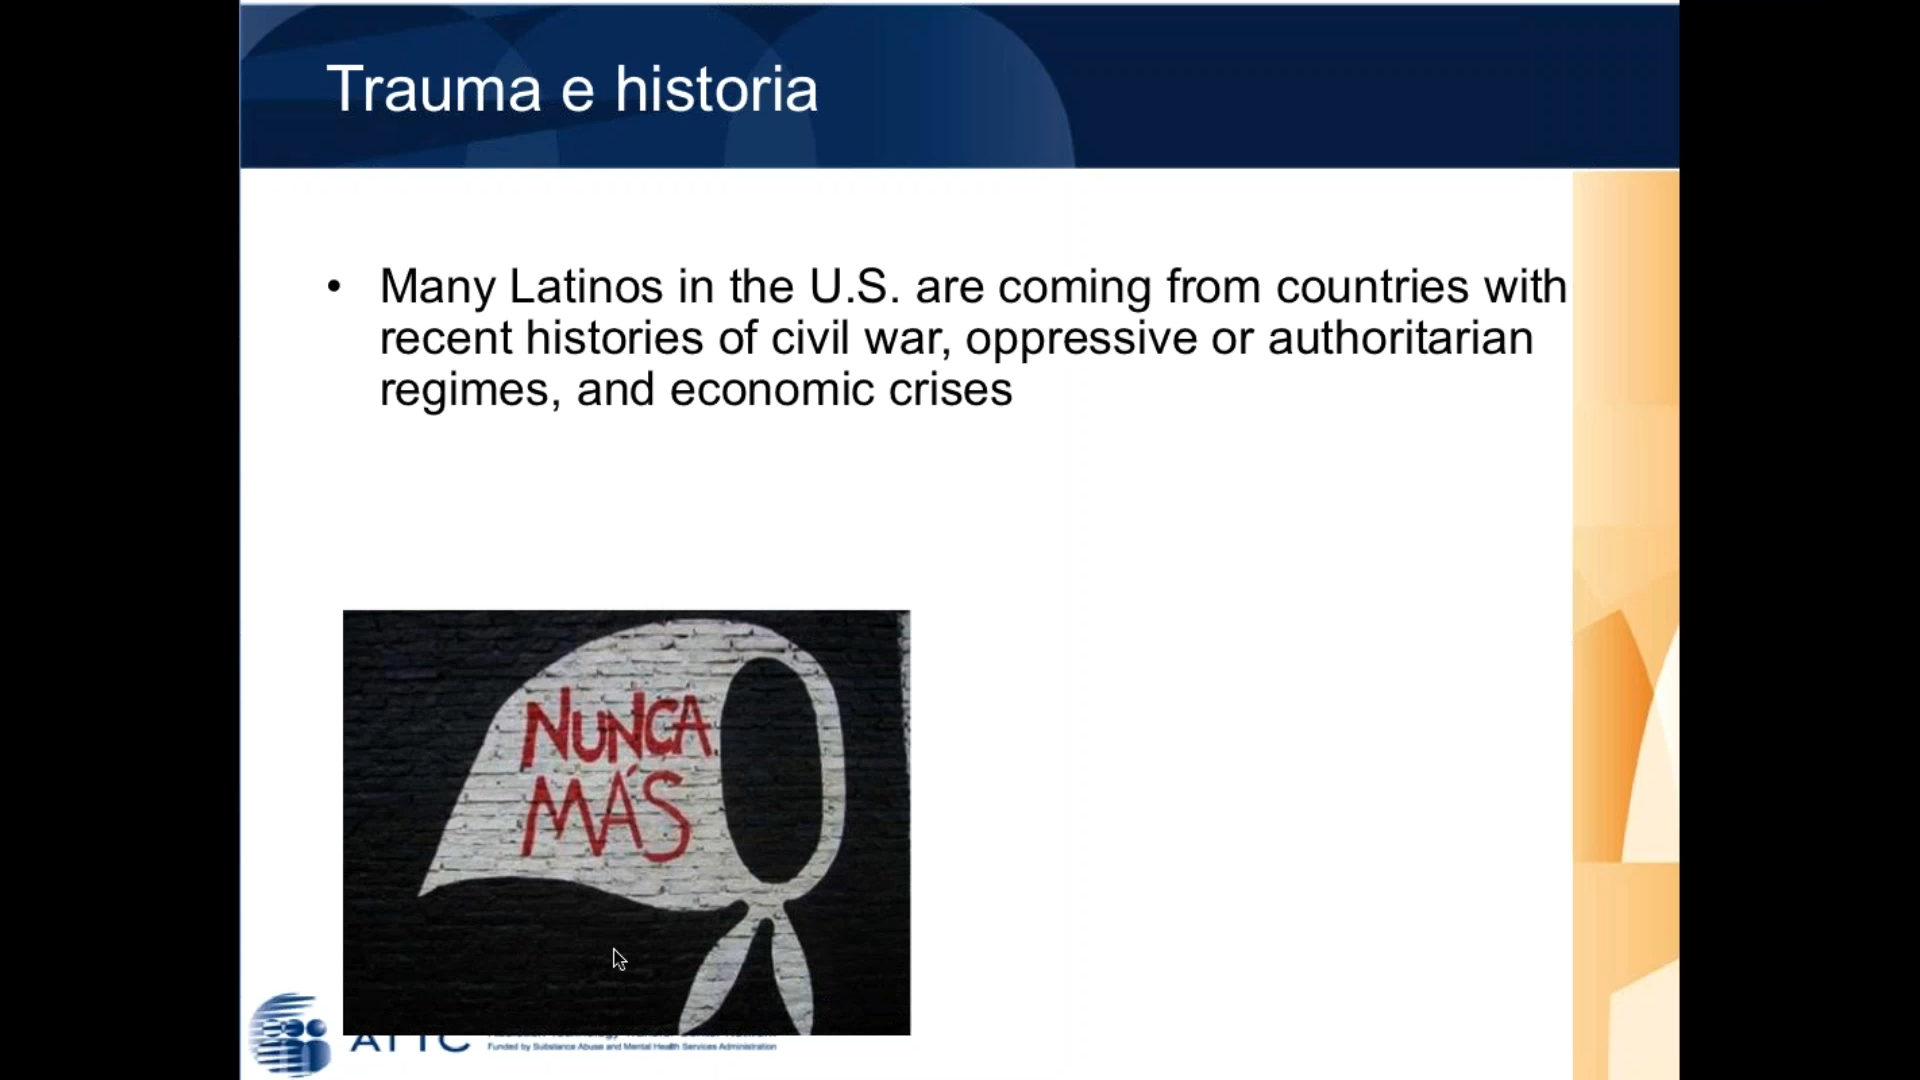 Trauma e historia
• Many Latinos in the U.S. are coming from countries with
recent histories of civil war, oppressive or authoritarian
regimes, and economic crises
NUNCA
MÁS
ATTC
Funded by Substance Abuse and Mental Health Services Administration